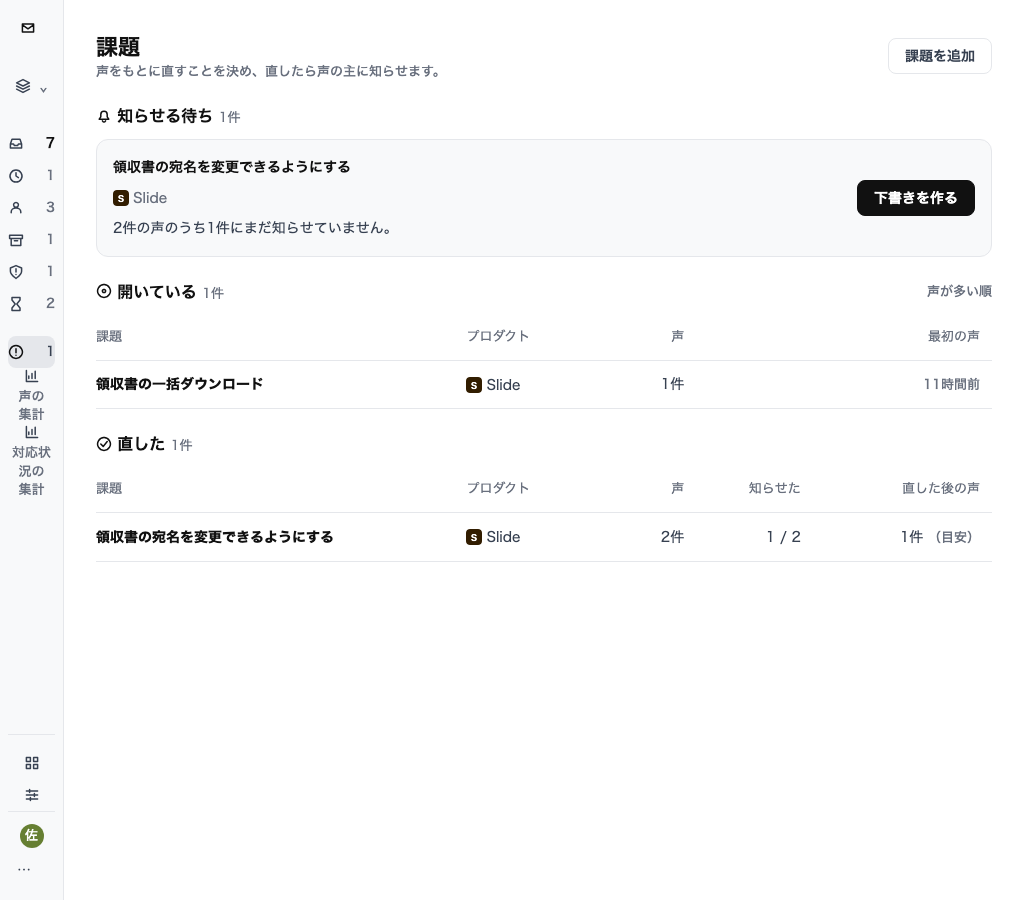 7
1
3
1
1
2
1
声の
集計
対応状
況の
集計
佐
…
課題
声をもとに直すことを決め、直したら声の主に知らせます。
課題を追加
知らせる待ち 1件
領収書の宛名を変更できるようにする
S Slide
2件の声のうち1件にまだ知らせていません。
下書きを作る
開いている 1件
声が多い順
課題 プロダクト 声 最初の声
領収書の一括ダウンロード S Slide 1件 11時間前
直した 1件
課題 プロダクト 声 知らせた 直した後の声
領収書の宛名を変更できるようにする S Slide 2件 1 / 2 1件 （目安）